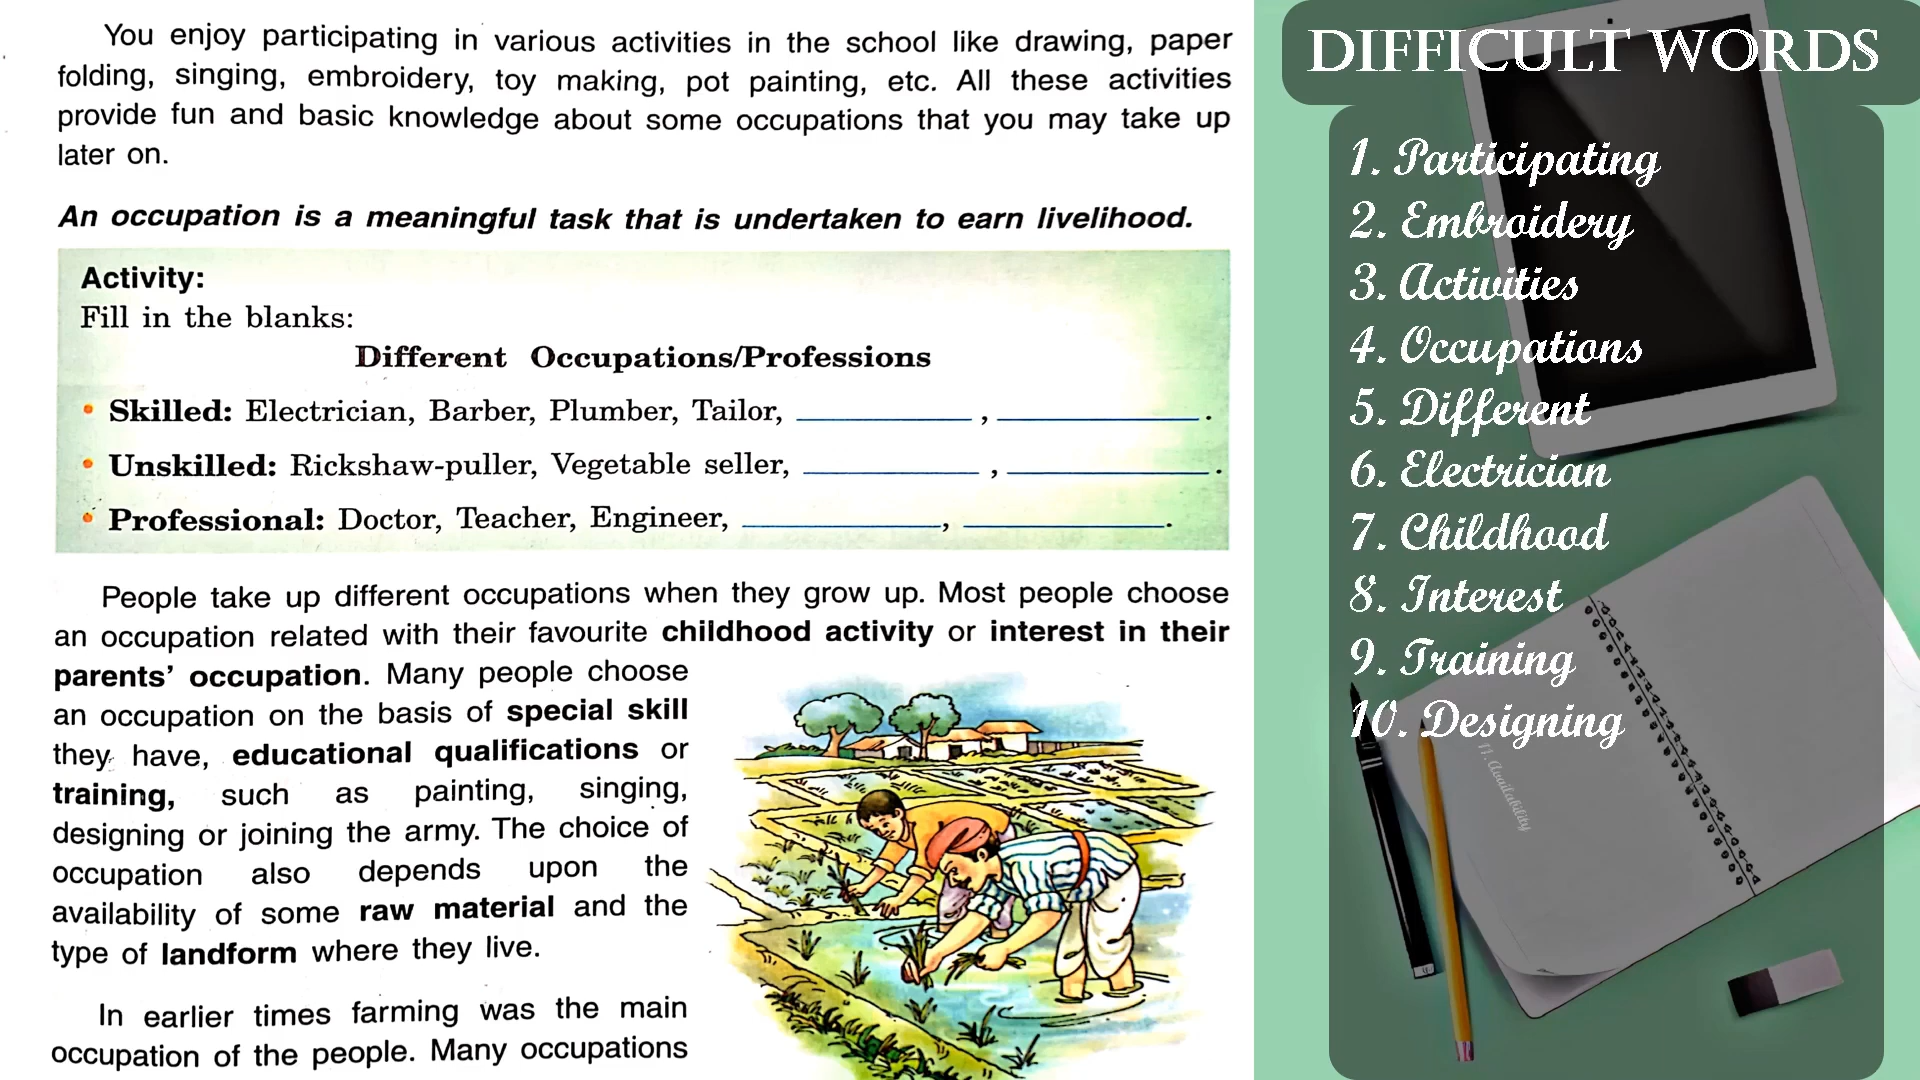 You enjoy participating in various activities in the school like drawing, paper
folding, singing, embroidery, toy making, pot painting, etc. All these activities
provide fun and basic knowledge about some occupations that you may take up
later on.
An occupation is a meaningful task that is undertaken to earn livelihood.
Activity:
Fill in the blanks:
Different Occupations/Professions
• Skilled: Electrician, Barber, Plumber, Tailor, ____________ , ____________ .
• Unskilled: Rickshaw-puller, Vegetable seller, ____________ , ____________ .
• Professional: Doctor, Teacher, Engineer, ____________, ____________.
People take up different occupations when they grow up. Most people choose
an occupation related with their favourite childhood activity or interest in their
parents' occupation. Many people choose
an occupation on the basis of special skill
they have, educational qualifications or
training, such as painting, singing,
designing or joining the army. The choice of
occupation also depends upon the
availability of some raw material and the
type of landform where they live.
In earlier times farming was the main
occupation of the people. Many occupations
DIFFICULT WORDS
1. Participating
2. Embroidery
3. Activities
4. Occupations
5. Different
6. Electrician
7. Childhood
8. Interest
9. Training
10. Designing
11. Availability